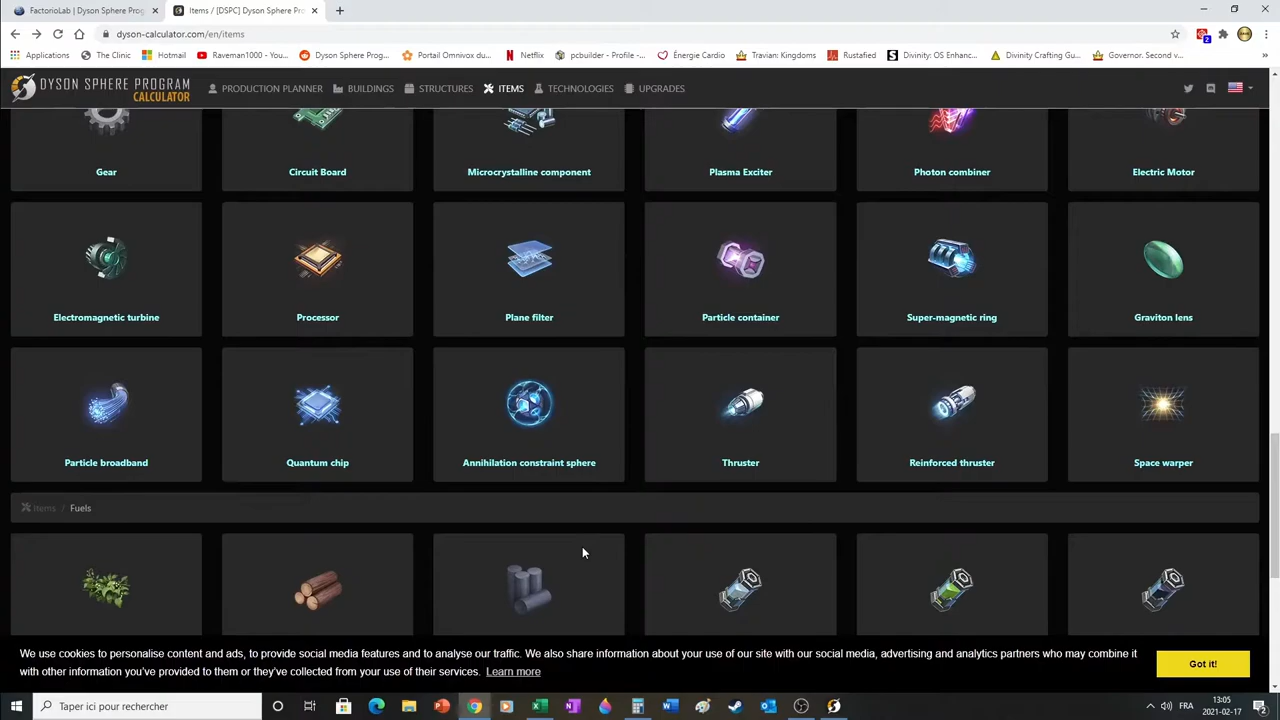 FactorioLab | Dyson Sphere Prog
Items / [DSPC] Dyson Sphere Pro
dyson-calculator.com/en/items
Applications The Clinic Hotmail Raveman1000 - You... Dyson Sphere Prog... Portail Omnivox du... Netflix pcbuilder - Profile -... Énergie Cardio Travian: Kingdoms Rustafied Divinity: OS Enhanc... Divinity Crafting Gu... Governor. Second v...
DYSON SPHERE PROGRAM
CALCULATOR
PRODUCTION PLANNER BUILDINGS STRUCTURES ITEMS TECHNOLOGIES UPGRADES
Gear Circuit Board Microcrystalline component Plasma Exciter Photon combiner Electric Motor
Electromagnetic turbine Processor Plane filter Particle container Super-magnetic ring Graviton lens
Particle broadband Quantum chip Annihilation constraint sphere Thruster Reinforced thruster Space warper
Items / Fuels
We use cookies to personalise content and ads, to provide social media features and to analyse our traffic. We also share information about your use of our site with our social media, advertising and analytics partners who may combine it
with other information you've provided to them or they've collected from your use of their services. Learn more
Got it!
Taper ici pour rechercher
FRA
13:05
2021-02-17
2